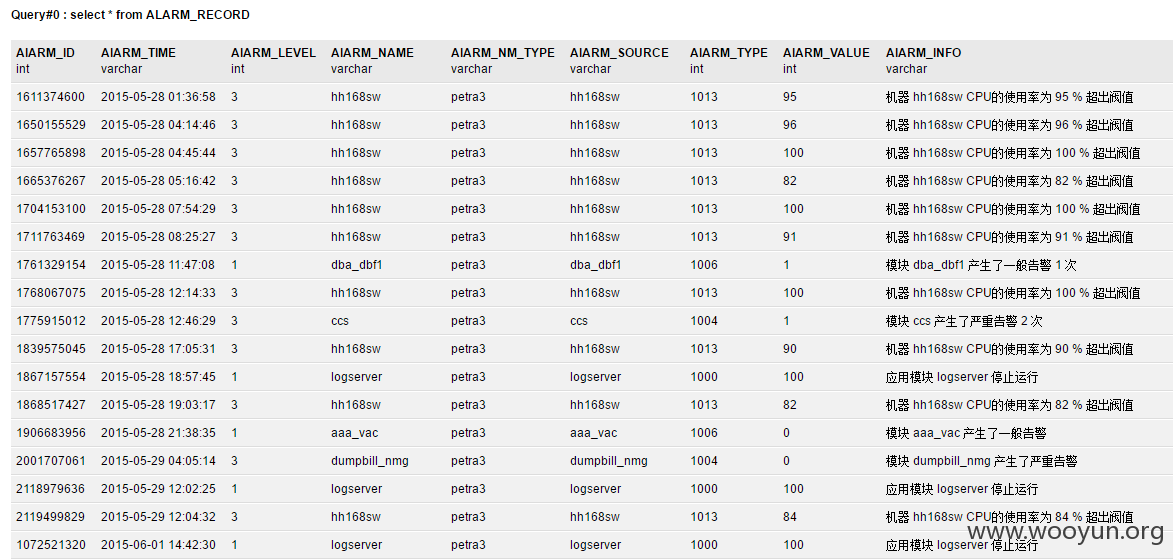 Query#0 : select * from ALARM_RECORD
AIARM_ID AIARM_TIME AIARM_LEVEL AIARM_NAME AIARM_NM_TYPE AIARM_SOURCE AIARM_TYPE AIARM_VALUE AIARM_INFO
int varchar int varchar varchar varchar int int varchar
1611374600 2015-05-28 01:36:58 3 hh168sw petra3 hh168sw 1013 95 机器 hh168sw CPU的使用率为 95 % 超出阀值
1650155529 2015-05-28 04:14:46 3 hh168sw petra3 hh168sw 1013 96 机器 hh168sw CPU的使用率为 96 % 超出阀值
1657765898 2015-05-28 04:45:44 3 hh168sw petra3 hh168sw 1013 100 机器 hh168sw CPU的使用率为 100 % 超出阀值
1665376267 2015-05-28 05:16:42 3 hh168sw petra3 hh168sw 1013 82 机器 hh168sw CPU的使用率为 82 % 超出阀值
1704153100 2015-05-28 07:54:29 3 hh168sw petra3 hh168sw 1013 100 机器 hh168sw CPU的使用率为 100 % 超出阀值
1711763469 2015-05-28 08:25:27 3 hh168sw petra3 hh168sw 1013 91 机器 hh168sw CPU的使用率为 91 % 超出阀值
1761329154 2015-05-28 11:47:08 1 dba_dbf1 petra3 dba_dbf1 1006 1 模块 dba_dbf1 产生了一般告警 1 次
1768067075 2015-05-28 12:14:33 3 hh168sw petra3 hh168sw 1013 100 机器 hh168sw CPU的使用率为 100 % 超出阀值
1775915012 2015-05-28 12:46:29 3 ccs petra3 ccs 1004 1 模块 ccs 产生了严重告警 2 次
1839575045 2015-05-28 17:05:31 3 hh168sw petra3 hh168sw 1013 90 机器 hh168sw CPU的使用率为 90 % 超出阀值
1867157554 2015-05-28 18:57:45 1 logserver petra3 logserver 1000 100 应用模块 logserver 停止运行
1868517427 2015-05-28 19:03:17 3 hh168sw petra3 hh168sw 1013 82 机器 hh168sw CPU的使用率为 82 % 超出阀值
1906683956 2015-05-28 21:38:35 1 aaa_vac petra3 aaa_vac 1006 0 模块 aaa_vac 产生了一般告警
2001707061 2015-05-29 04:05:14 3 dumpbill_nmg petra3 dumpbill_nmg 1004 0 模块 dumpbill_nmg 产生了严重告警
2118979636 2015-05-29 12:02:25 1 logserver petra3 logserver 1000 100 应用模块 logserver 停止运行
2119499829 2015-05-29 12:04:32 3 hh168sw petra3 hh168sw 1013 84 机器 hh168sw CPU的使用率为 84 % 超出阀值
1072521320 2015-06-01 14:42:30 1 logserver petra3 logserver 1000 100 应用模块 logserver 停止运行
www.wooyun.org